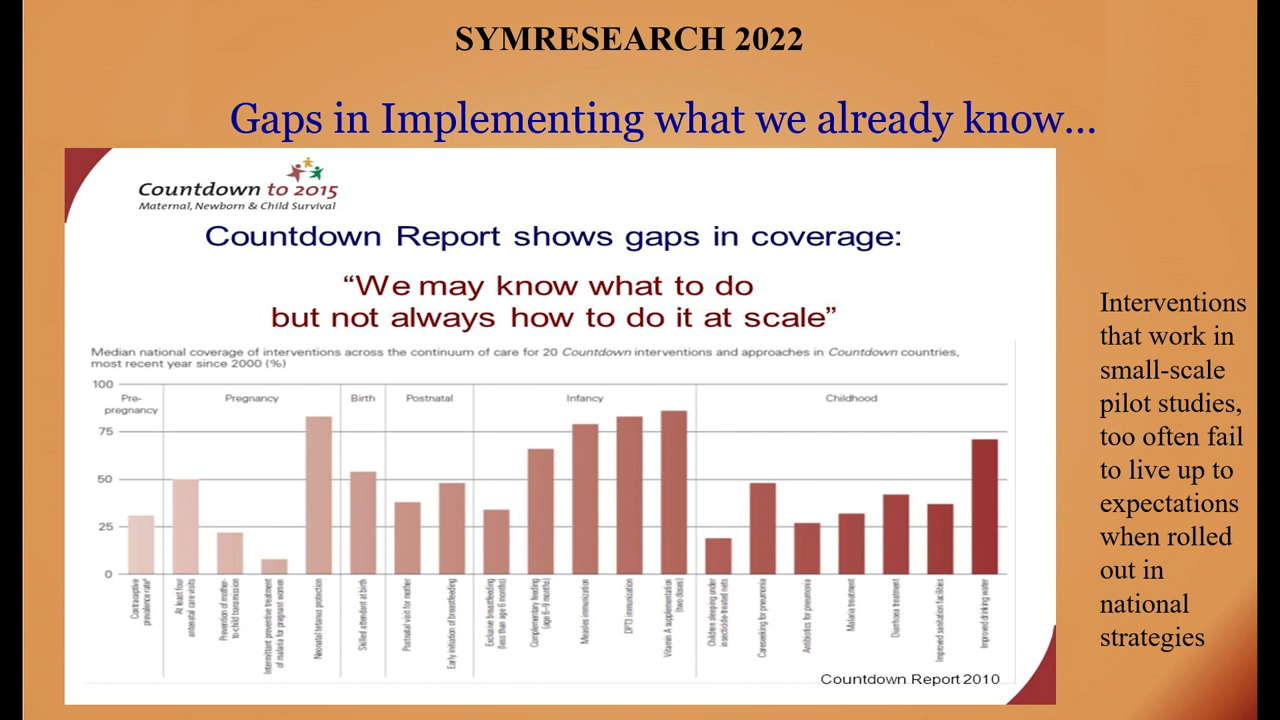 SYMRESEARCH 2022
Gaps in Implementing what we already know...
Countdown to 2015
Maternal, Newborn & Child Survival
Countdown Report shows gaps in coverage:
“We may know what to do
but not always how to do it at scale”
Median national coverage of interventions across the continuum of care for 20 Countdown interventions and approaches in Countdown countries,
most recent year since 2000 (%)
100
75
50
25
0
Pre-
pregnancy
Pregnancy
Birth
Postnatal
Infancy
Childhood
Contraceptive
prevalence rate
At least four
antenatal care visits
Prevention of mother-
to-child transmission
Intermittent preventive treatment
of malaria for pregnant women
Neonatal tetanus protection
Skilled attendant at birth
Postnatal visit for mother
Early initiation of breastfeeding
Exclusive breastfeeding
(less than age 6 months)
Complementary feeding
(age 6–9 months)
Measles immunization
DPT3 immunization
Vitamin A supplementation
(two doses)
Children sleeping under
insecticide-treated nets
Careseeking for pneumonia
Antibiotics for pneumonia
Malaria treatment
Diarrhoea treatment
Improved sanitation facilities
Improved drinking water
Countdown Report 2010
Interventions
that work in
small-scale
pilot studies,
too often fail
to live up to
expectations
when rolled
out in
national
strategies